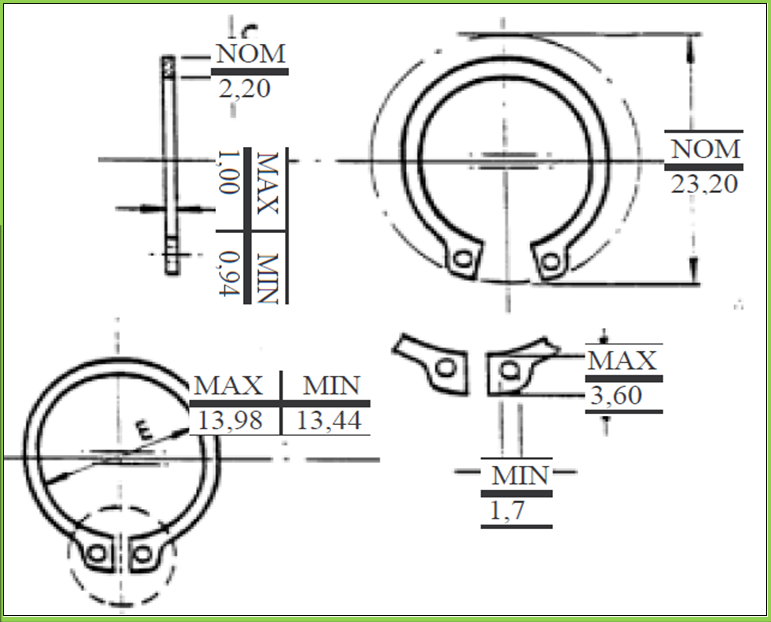 NOM
2,20
MAX
1,00
MIN
0,94
NOM
23,20
MAX MIN
13,98 13,44
E
MAX
3,60
MIN
1,7